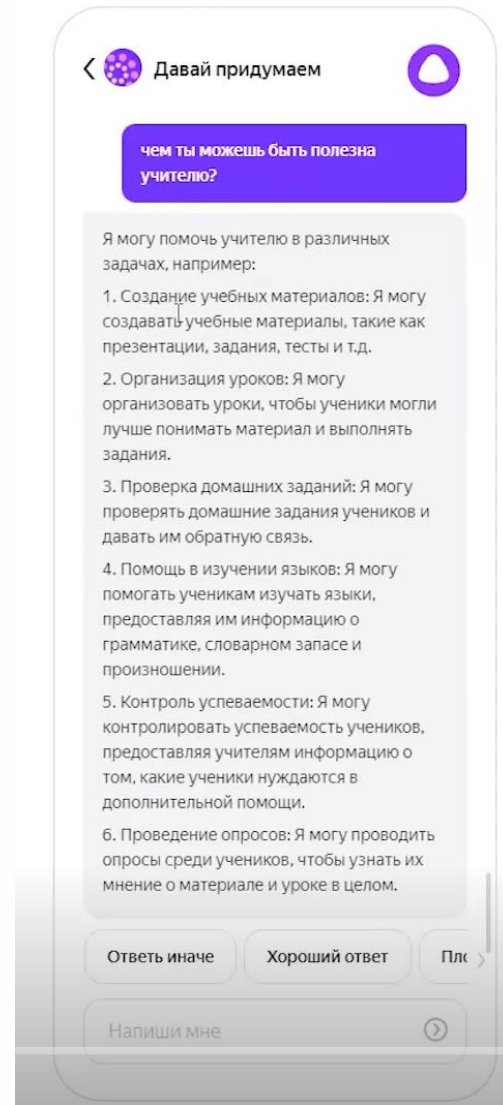 Давай придумаем
чем ты можешь быть полезна
учителю?
Я могу помочь учителю в различных
задачах, например:
1. Создание учебных материалов: Я могу
создавать учебные материалы, такие как
презентации, задания, тесты и т.д.
2. Организация уроков: Я могу
организовать уроки, чтобы ученики могли
лучше понимать материал и выполнять
задания.
3. Проверка домашних заданий: Я могу
проверять домашние задания учеников и
давать им обратную связь.
4. Помощь в изучении языков: Я могу
помогать ученикам изучать языки,
предоставляя им информацию о
грамматике, словарном запасе и
произношении.
5. Контроль успеваемости: Я могу
контролировать успеваемость учеников,
предоставляя учителям информацию о
том, какие ученики нуждаются в
дополнительной помощи.
6. Проведение опросов: Я могу проводить
опросы среди учеников, чтобы узнать их
мнение о материале и уроке в целом.
Ответь иначе Хороший ответ
Напиши мне